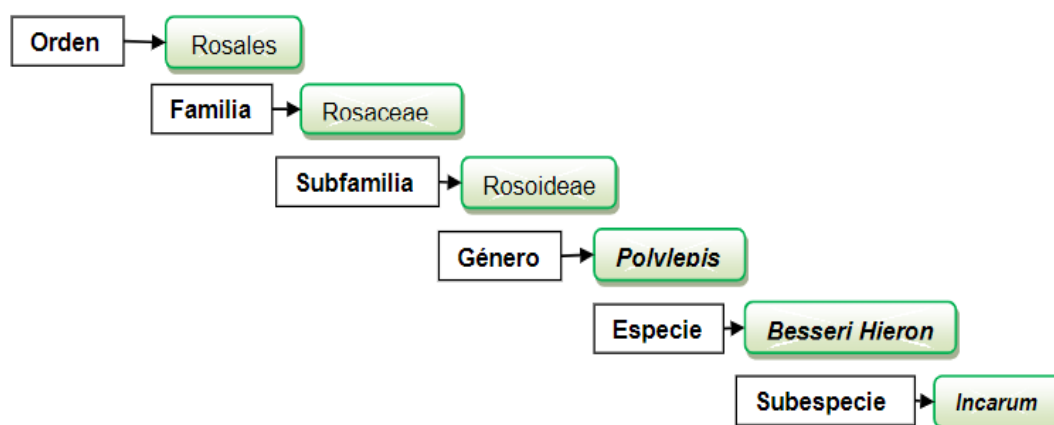 Orden Rosales
Familia Rosaceae
Subfamilia Rosoideae
Género Polylepis
Especie Besseri Hieron
Subespecie Incarum